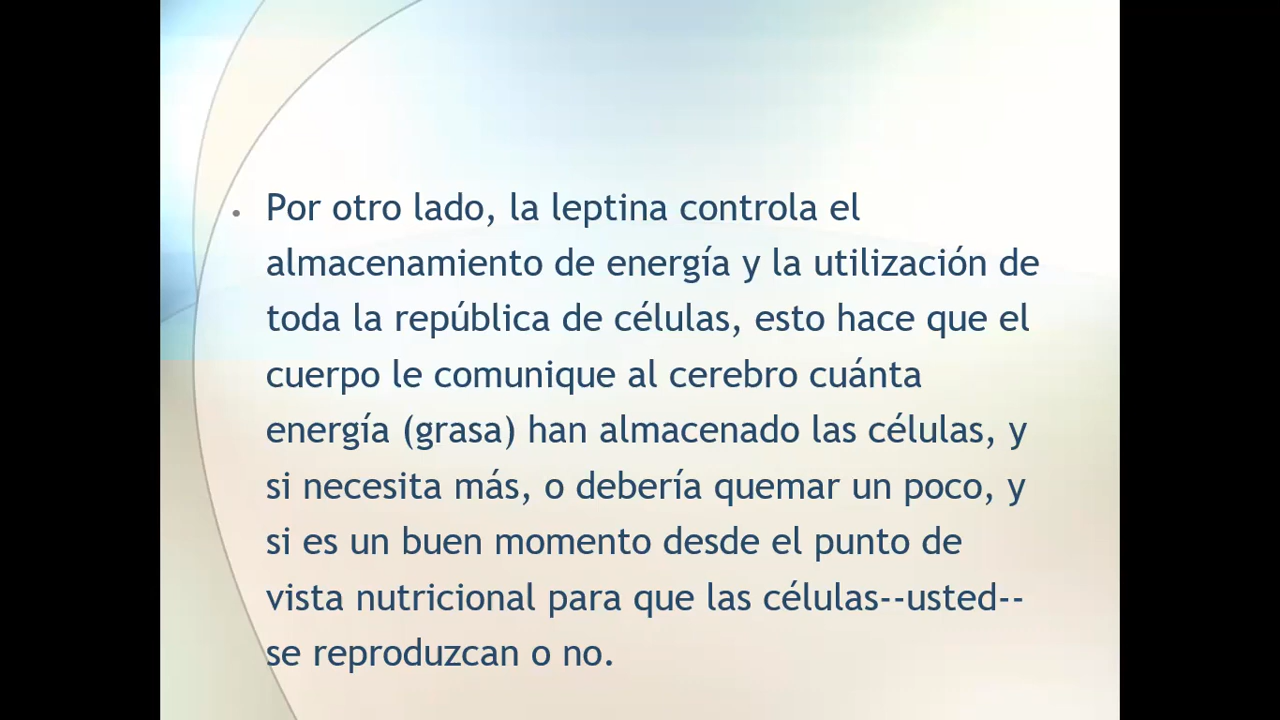 • Por otro lado, la leptina controla el
almacenamiento de energía y la utilización de
toda la república de células, esto hace que el
cuerpo le comunique al cerebro cuánta
energía (grasa) han almacenado las células, y
si necesita más, o debería quemar un poco, y
si es un buen momento desde el punto de
vista nutricional para que las células--usted--
se reproduzcan o no.